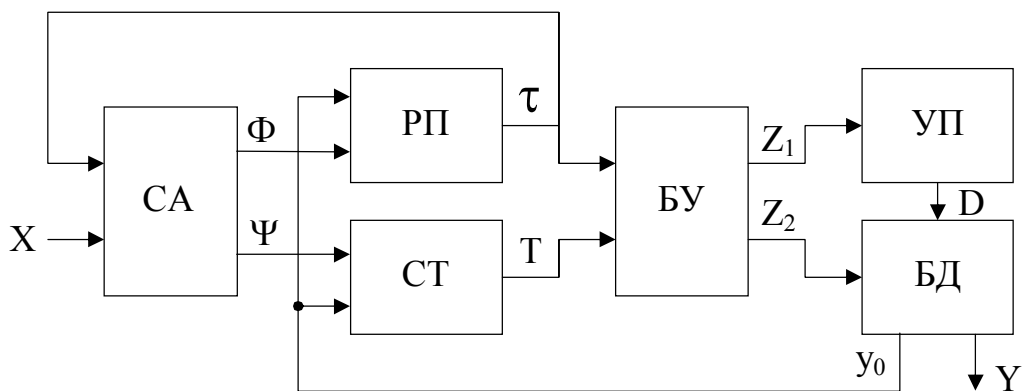 X
СА
Φ
Ψ
РП
τ
СТ
T
БУ
Z₁
Z₂
УП
D
БД
y₀
Y